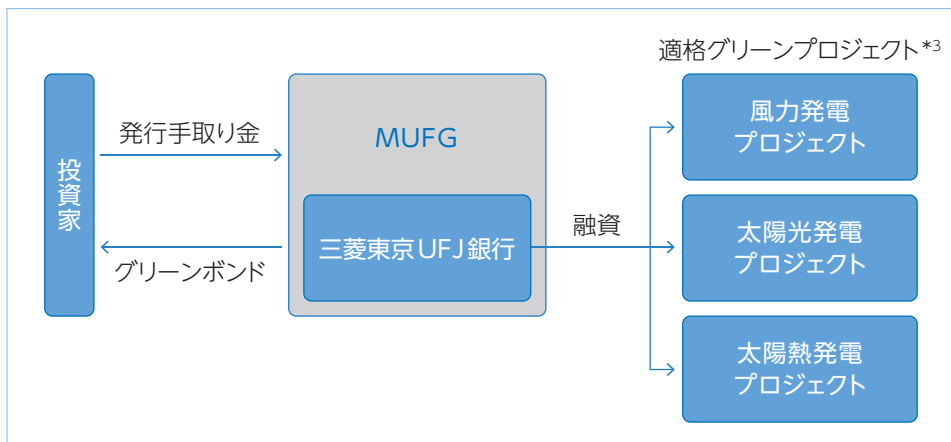 適格グリーンプロジェクト*3
投資家
発行手取り金
グリーンボンド
MUFG
三菱東京UFJ銀行
融資
風力発電
プロジェクト
太陽光発電
プロジェクト
太陽熱発電
プロジェクト